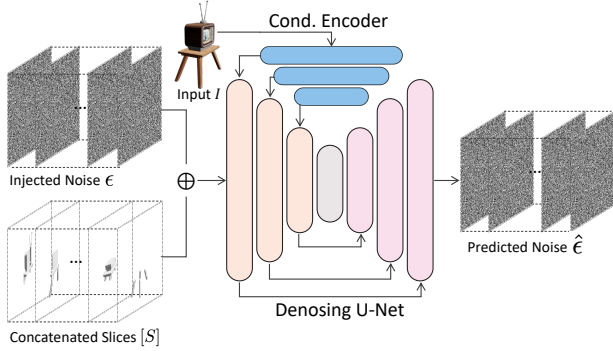 Cond. Encoder
Input I
Injected Noise ϵ
...
...
Predicted Noise ϵ̂
...
Concatenated Slices [S]
Denosing U-Net